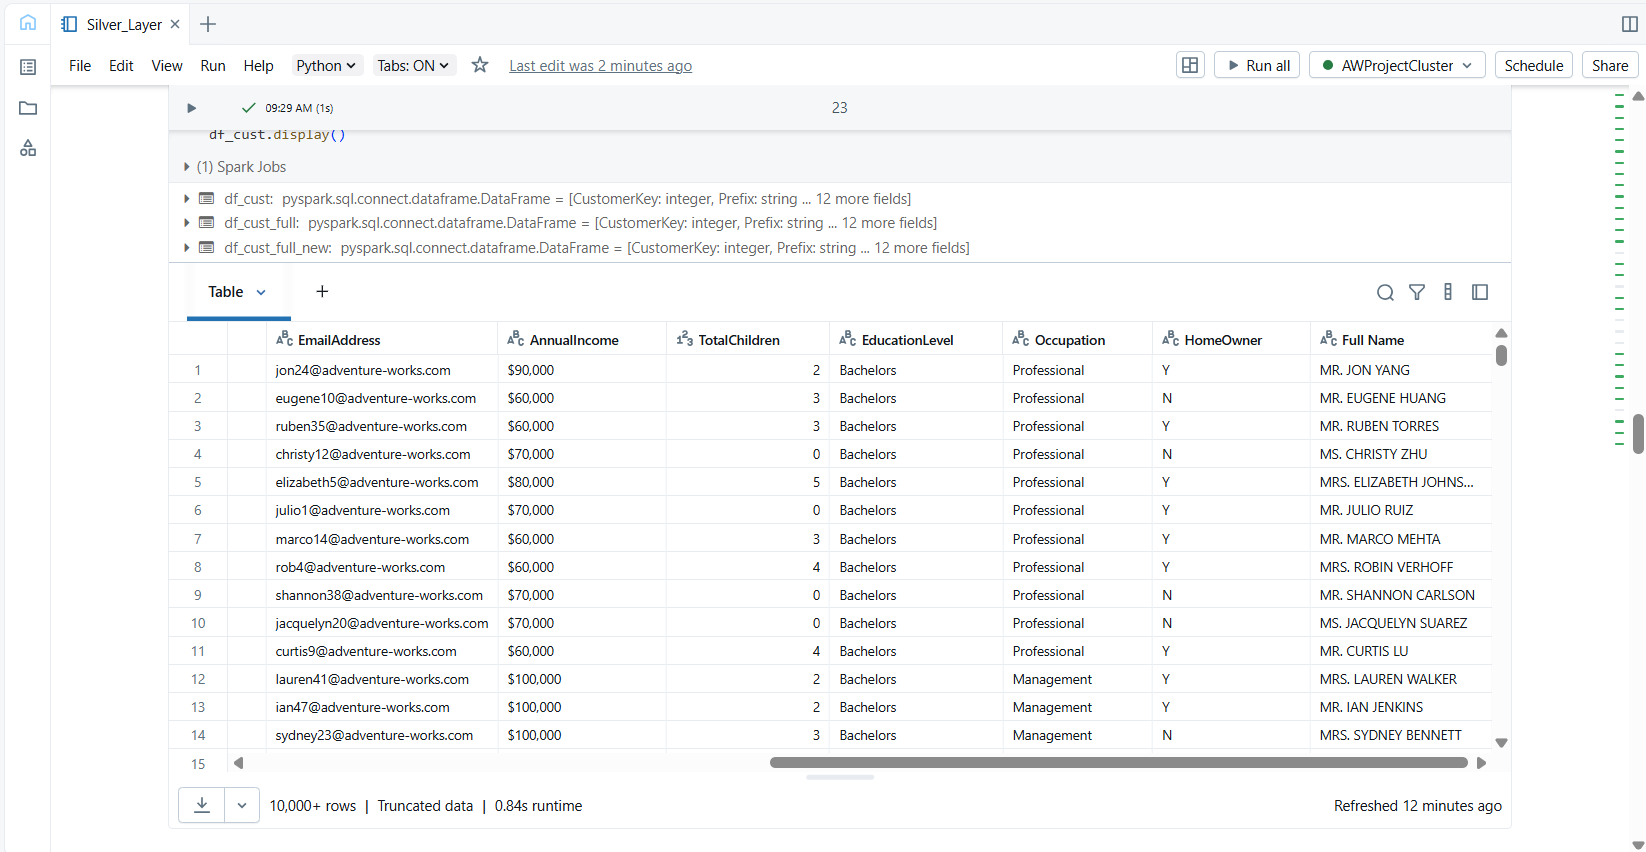 Silver_Layer
File Edit View Run Help Python Tabs: ON Last edit was 2 minutes ago Run all AWProjectCluster Schedule Share
09:29 AM (1s) 23
df_cust.display()
(1) Spark Jobs
df_cust: pyspark.sql.connect.dataframe.DataFrame = [CustomerKey: integer, Prefix: string ... 12 more fields]
df_cust_full: pyspark.sql.connect.dataframe.DataFrame = [CustomerKey: integer, Prefix: string ... 12 more fields]
df_cust_full_new: pyspark.sql.connect.dataframe.DataFrame = [CustomerKey: integer, Prefix: string ... 12 more fields]
Table
ABC EmailAddress ABC AnnualIncome 123 TotalChildren ABC EducationLevel ABC Occupation ABC HomeOwner ABC Full Name
1 jon24@adventure-works.com $90,000 2 Bachelors Professional Y MR. JON YANG
2 eugene10@adventure-works.com $60,000 3 Bachelors Professional N MR. EUGENE HUANG
3 ruben35@adventure-works.com $60,000 3 Bachelors Professional Y MR. RUBEN TORRES
4 christy12@adventure-works.com $70,000 0 Bachelors Professional N MS. CHRISTY ZHU
5 elizabeth5@adventure-works.com $80,000 5 Bachelors Professional Y MRS. ELIZABETH JOHNS...
6 julio1@adventure-works.com $70,000 0 Bachelors Professional Y MR. JULIO RUIZ
7 marco14@adventure-works.com $60,000 3 Bachelors Professional Y MR. MARCO MEHTA
8 rob4@adventure-works.com $60,000 4 Bachelors Professional Y MRS. ROBIN VERHOFF
9 shannon38@adventure-works.com $70,000 0 Bachelors Professional N MR. SHANNON CARLSON
10 jacquelyn20@adventure-works.com $70,000 0 Bachelors Professional N MS. JACQUELYN SUAREZ
11 curtis9@adventure-works.com $60,000 4 Bachelors Professional Y MR. CURTIS LU
12 lauren41@adventure-works.com $100,000 2 Bachelors Management Y MRS. LAUREN WALKER
13 ian47@adventure-works.com $100,000 2 Bachelors Management Y MR. IAN JENKINS
14 sydney23@adventure-works.com $100,000 3 Bachelors Management N MRS. SYDNEY BENNETT
15
10,000+ rows | Truncated data | 0.84s runtime Refreshed 12 minutes ago